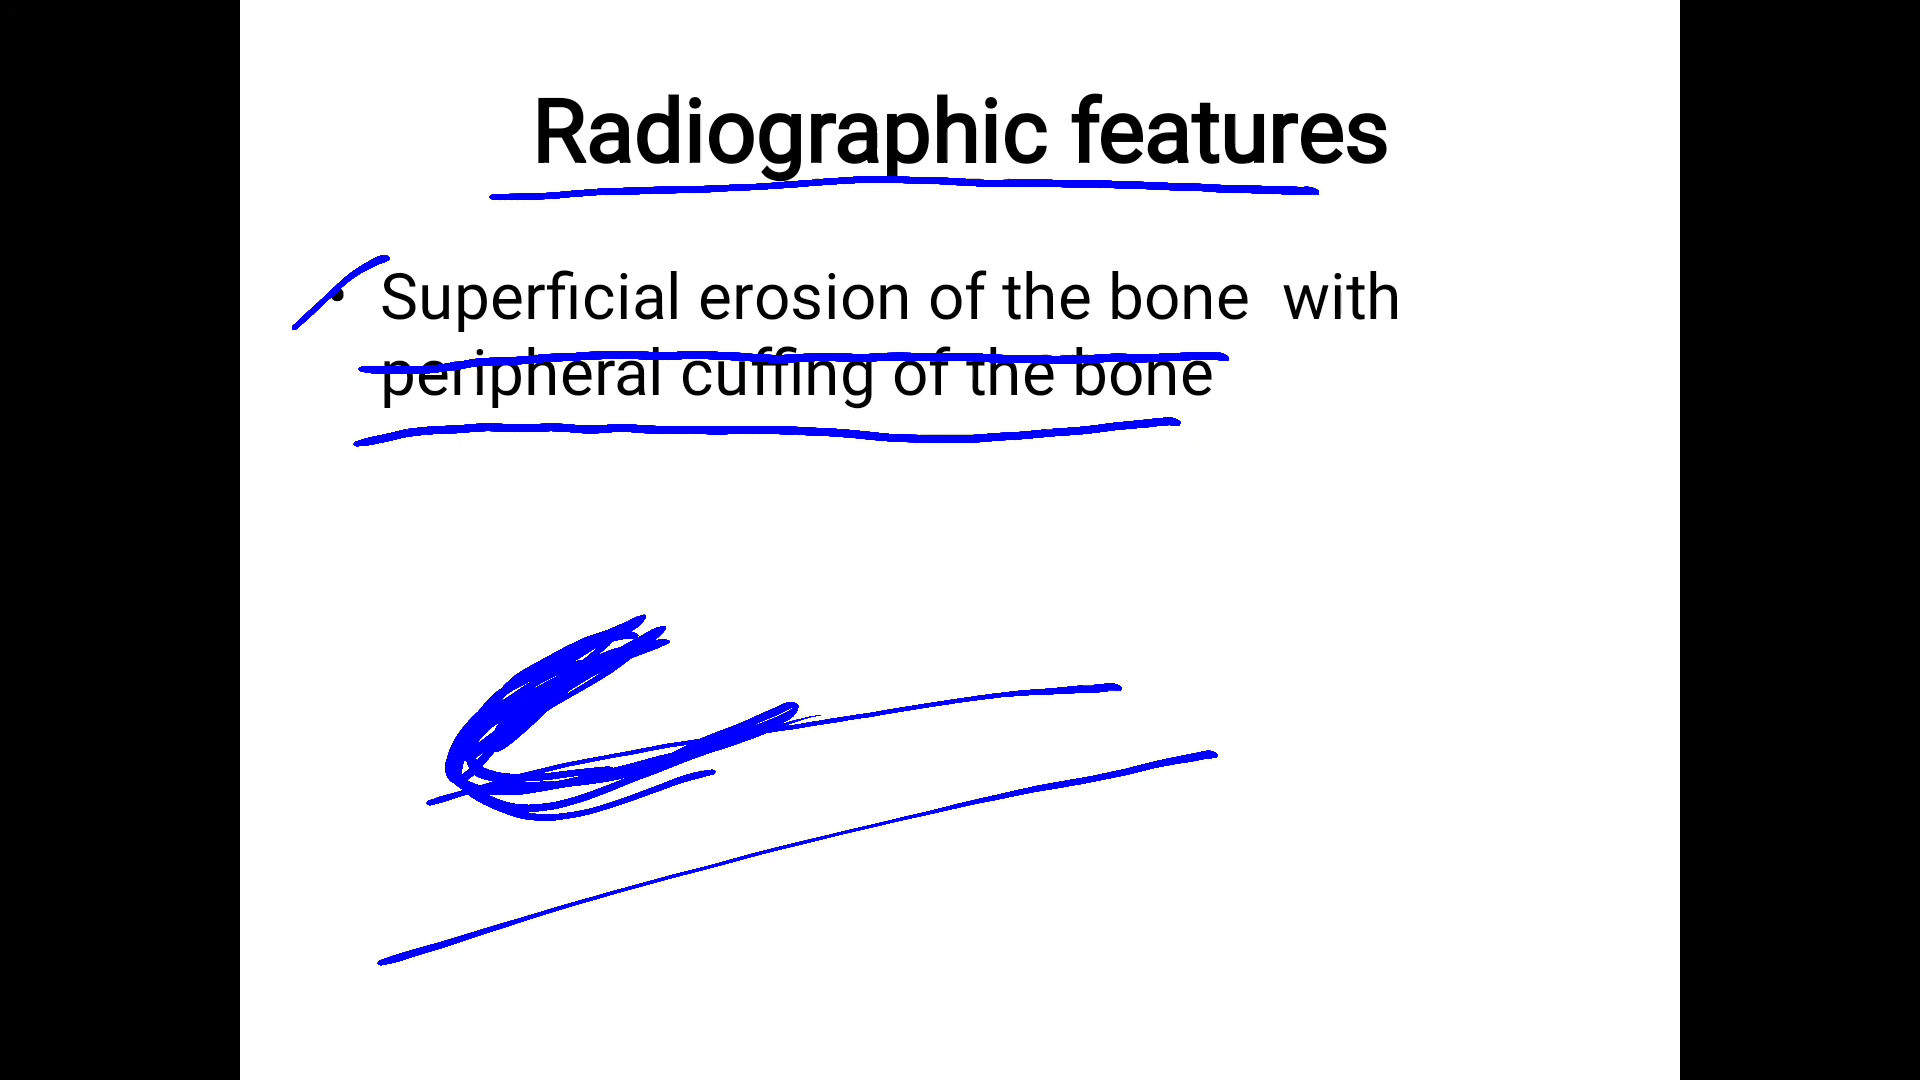 Radiographic features
• Superficial erosion of the bone  with
peripheral cuffing of the bone